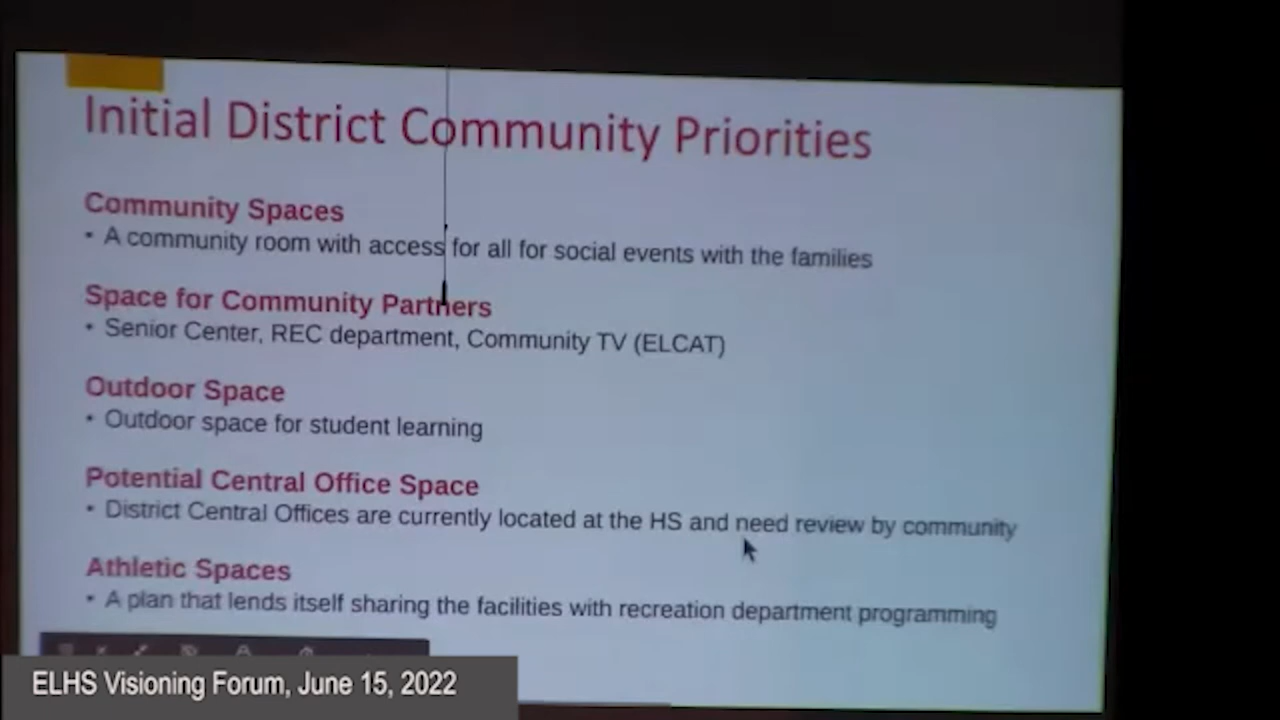 Initial District Community Priorities
Community Spaces
• A community room with access for all for social events with the families
Space for Community Partners
• Senior Center, REC department, Community TV (ELCAT)
Outdoor Space
• Outdoor space for student learning
Potential Central Office Space
• District Central Offices are currently located at the HS and need review by community
Athletic Spaces
• A plan that lends itself sharing the facilities with recreation department programming
ELHS Visioning Forum, June 15, 2022